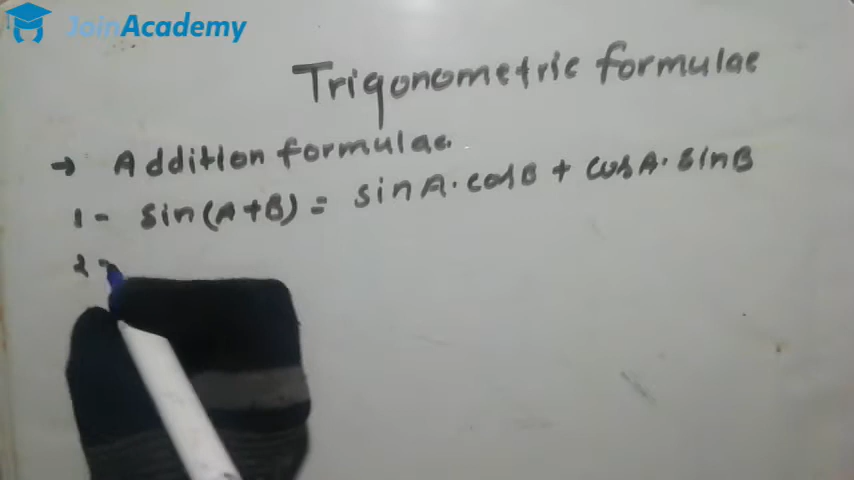 JoinAcademy
Trigonometric formulae
→ Addition formulae.
1- sin(A+B) = sinA. cosB + cosA. sinB
2-